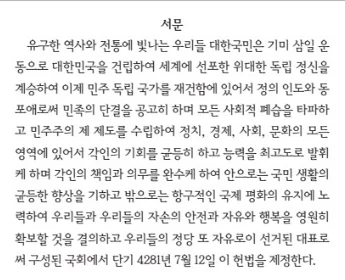 서문
유구한 역사와 전통에 빛나는 우리들 대한국민은 기미 삼일 운
동으로 대한민국을 건립하여 세계에 선포한 위대한 독립 정신을
계승하여 이제 민주 독립 국가를 재건함에 있어서 정의 인도와 동
포애로써 민족의 단결을 공고히 하며 모든 사회적 폐습을 타파하
고 민주주의 제 제도를 수립하여 정치, 경제, 사회, 문화의 모든
영역에 있어서 각인의 기회를 균등히 하고 능력을 최고도로 발휘
케 하며 각인의 책임과 의무를 완수케 하여 안으로는 국민 생활의
균등한 향상을 기하고 밖으로는 항구적인 국제 평화의 유지에 노
력하여 우리들과 우리들의 자손의 안전과 자유와 행복을 영원히
확보할 것을 결의하고 우리들의 정당 또 자유로이 선거된 대표로
써 구성된 국회에서 단기 4281년 7월 12일 이 헌법을 제정한다.